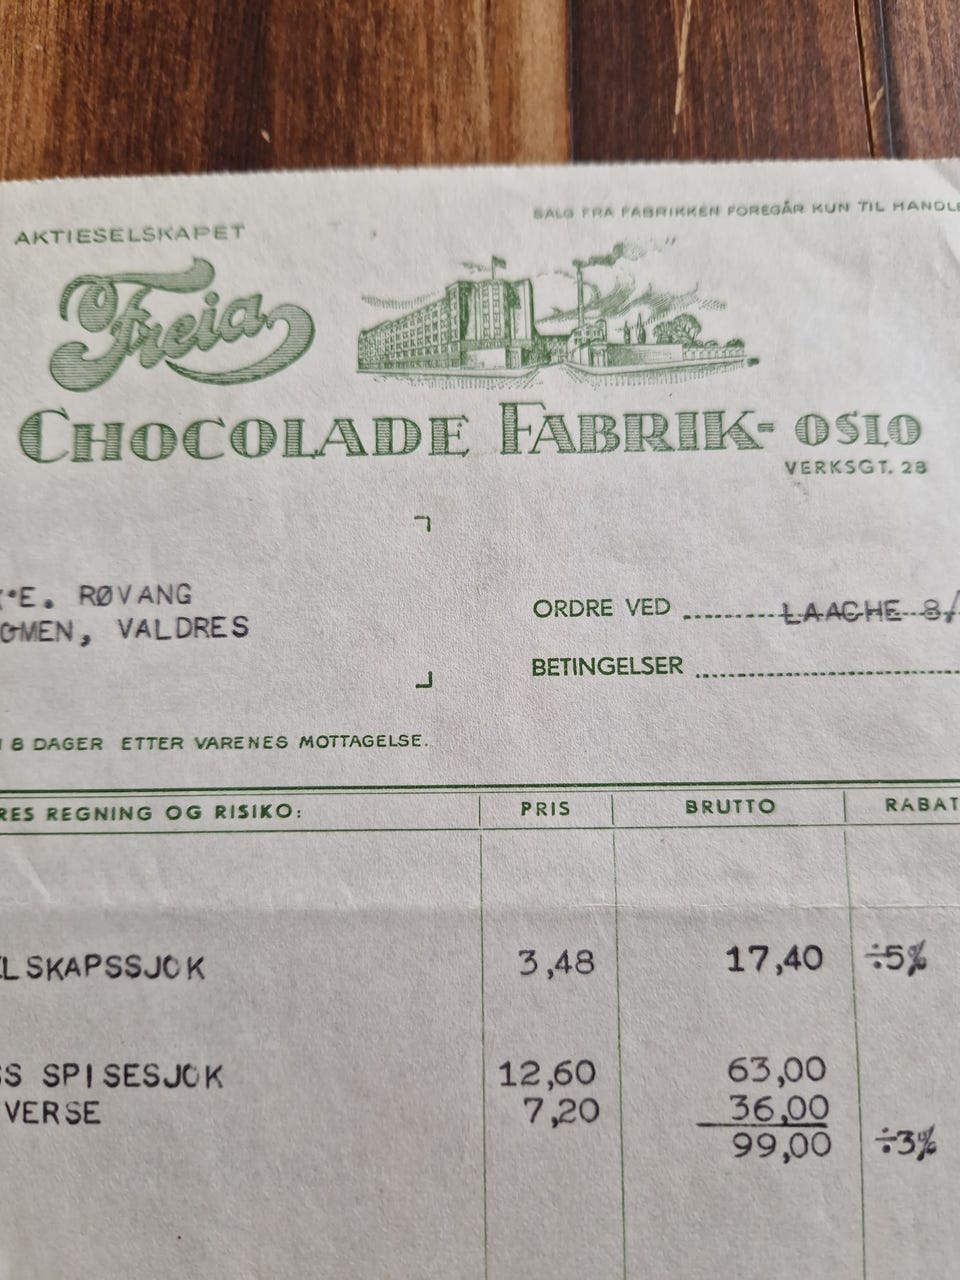 AKTIESELSKAPET
SALG FRA FABRIKKEN FOREGÅR KUN TIL HANDL
Freia
CHOCOLADE FABRIK- OSLO
VERKSGT. 28
E. RØVANG
OMEN, VALDRES
ORDRE VED LAACHE 8/
BETINGELSER
8 DAGER ETTER VARENES MOTTAGELSE.
RES REGNING OG RISIKO: PRIS BRUTTO RABAT
LSKAPSSJOK 3,48 17,40 ÷5%
S SPISESJOK 12,60 63,00
VERSE 7,20 36,00
99,00 ÷3%